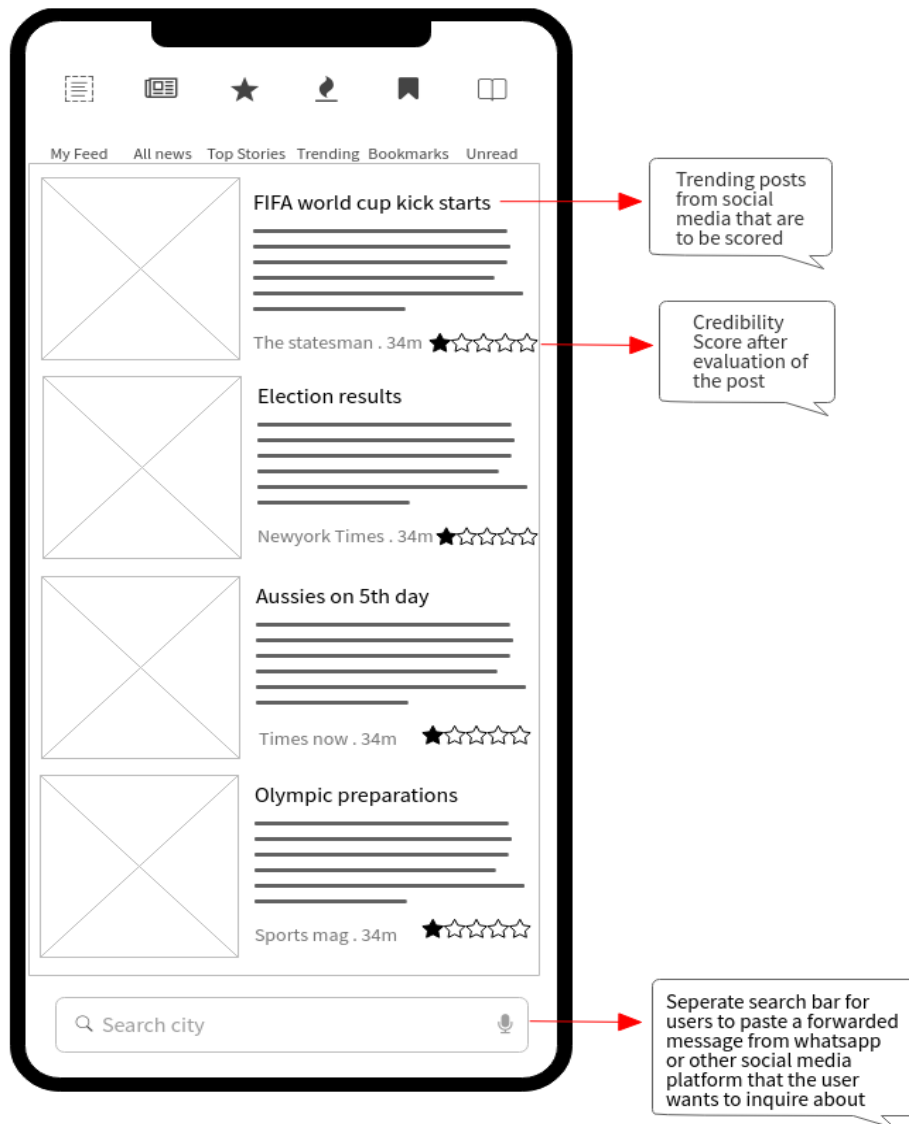 My Feed All news Top Stories Trending Bookmarks Unread
FIFA world cup kick starts
The statesman . 34m
Election results
Newyork Times . 34m
Aussies on 5th day
Times now . 34m
Olympic preparations
Sports mag . 34m
Search city
Trending posts
from social
media that are
to be scored
Credibility
Score after
evaluation of
the post
Seperate search bar for
users to paste a forwarded
message from whatsapp
or other social media
platform that the user
wants to inquire about